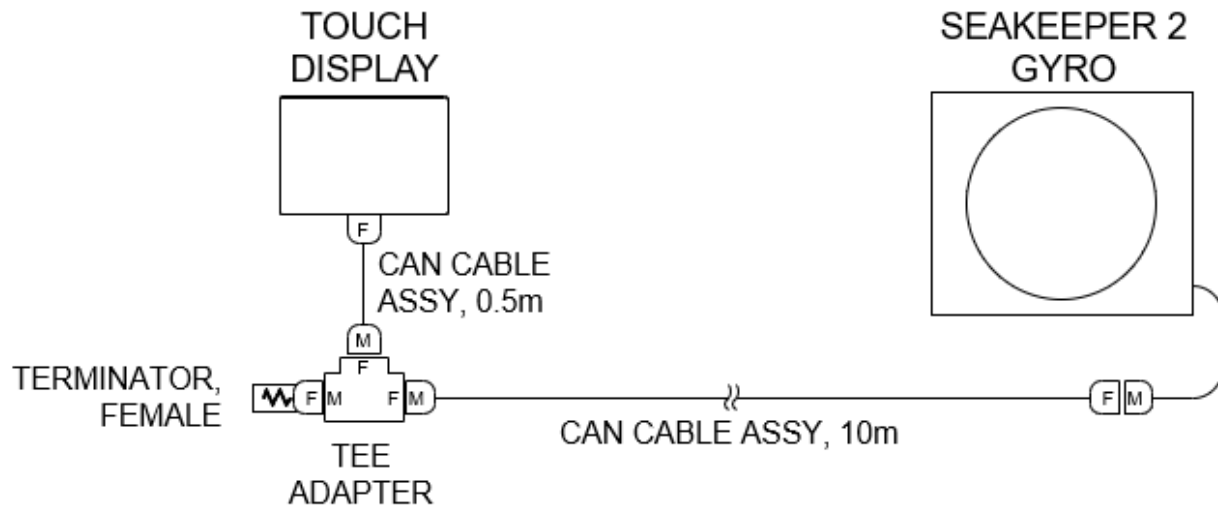 TOUCH
DISPLAY
SEAKEEPER 2
GYRO
F
CAN CABLE
ASSY, 0.5m
M
F
TERMINATOR,
FEMALE
F M F M
F M
CAN CABLE ASSY, 10m
TEE
ADAPTER